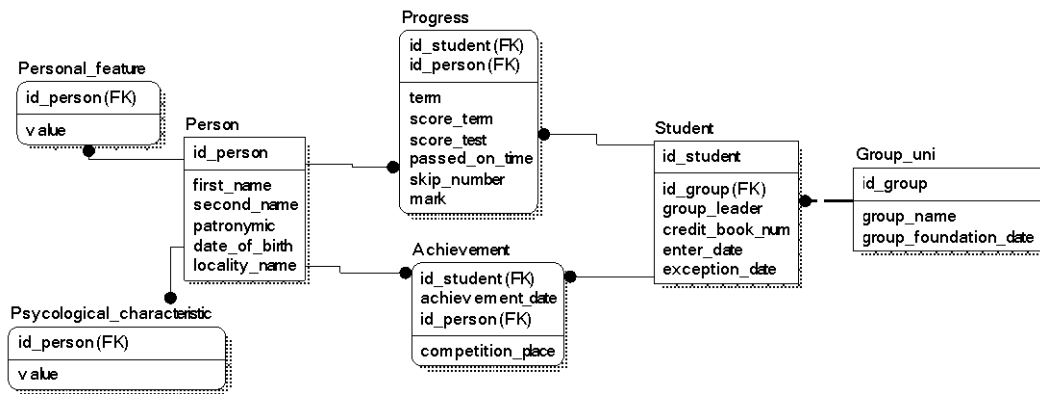 Progress
id_student(FK)
id_person(FK)
term
score_term
score_test
passed_on_time
skip_number
mark
Personal_feature
id_person(FK)
value
Person
id_person
first_name
second_name
patronymic
date_of_birth
locality_name
Psycological_characteristic
id_person(FK)
value
Achievement
id_student(FK)
achievement_date
id_person(FK)
competition_place
Student
id_student
id_group(FK)
group_leader
credit_book_num
enter_date
exception_date
Group_uni
id_group
group_name
group_foundation_date